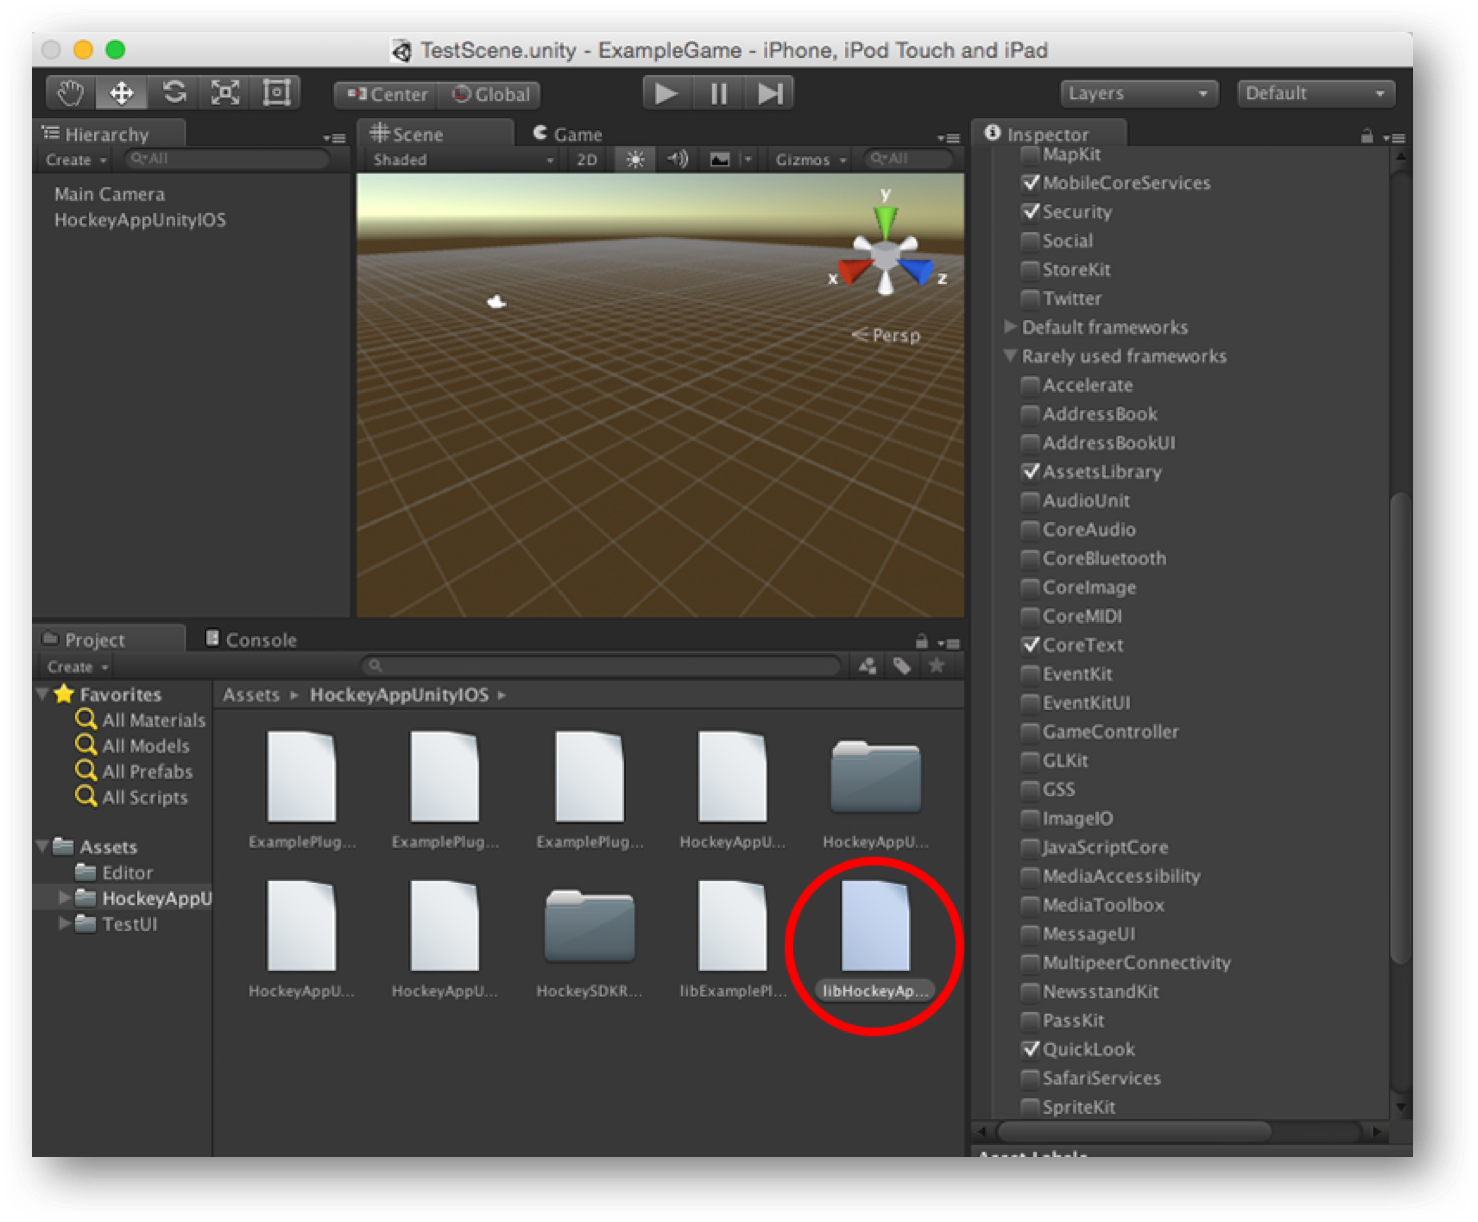 TestScene.unity - ExampleGame - iPhone, iPod Touch and iPad
Center Global
Layers
Default
Hierarchy
Create All
Main Camera
HockeyAppUnityIOS
Scene Game
Shaded 2D Gizmos All
y
x
z
Persp
Inspector
MapKit
MobileCoreServices
Security
Social
StoreKit
Twitter
Default frameworks
Rarely used frameworks
Accelerate
AddressBook
AddressBookUI
AssetsLibrary
AudioUnit
CoreAudio
CoreBluetooth
CoreImage
CoreMIDI
CoreText
EventKit
EventKitUI
GameController
GLKit
GSS
ImageIO
JavaScriptCore
MediaAccessibility
MediaToolbox
MessageUI
MultipeerConnectivity
NewsstandKit
PassKit
QuickLook
SafariServices
SpriteKit
Asset Labels
Project Console
Create
Favorites
All Materials
All Models
All Prefabs
All Scripts
Assets
Editor
HockeyAppU
TestUI
Assets HockeyAppUnityIOS
ExamplePlug... ExamplePlug... ExamplePlug... HockeyAppU... HockeyAppU...
HockeyAppU... HockeyAppU... HockeySDKR... libExamplePl... libHockeyAp...